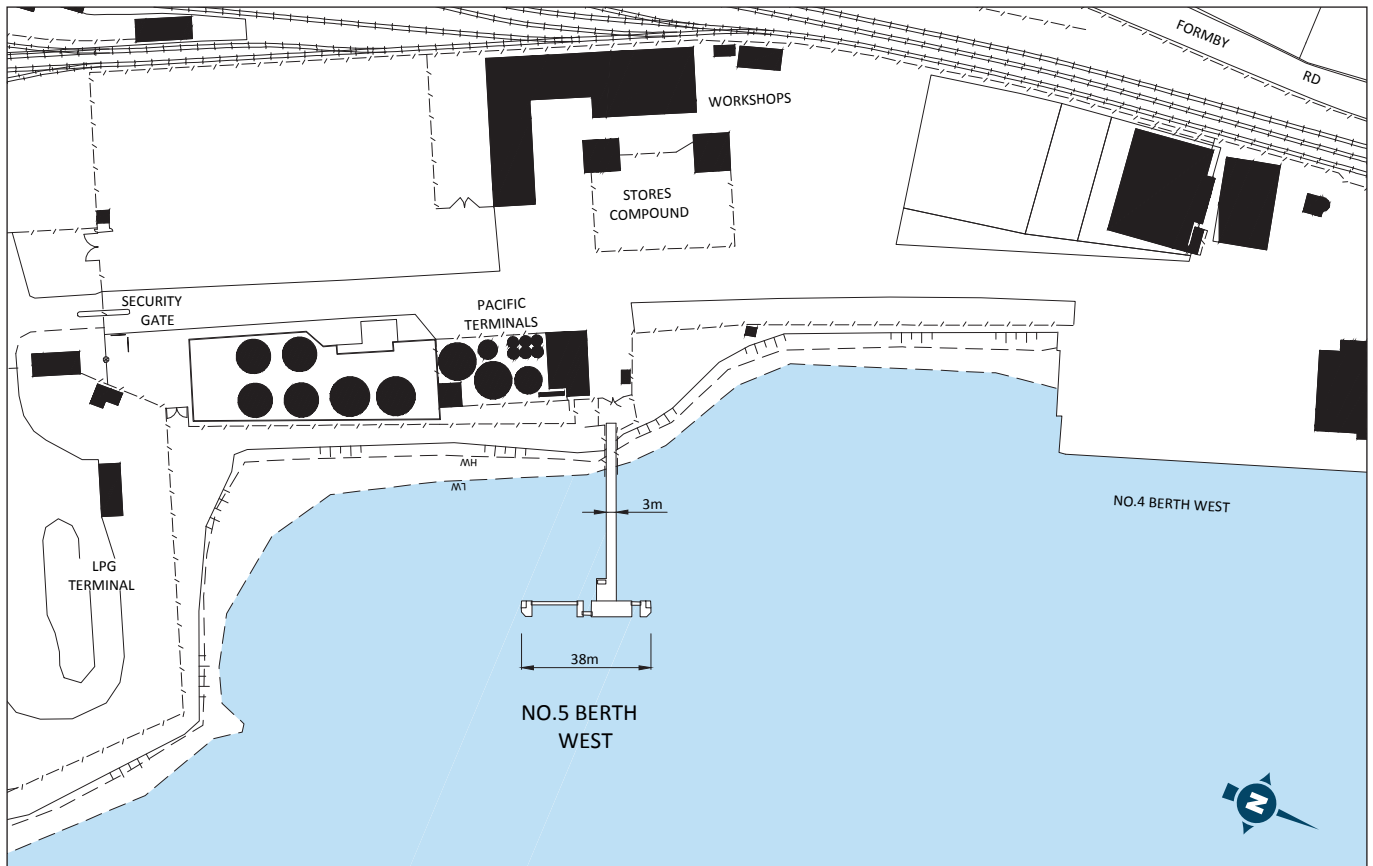 FORMBY
RD
WORKSHOPS
STORES
COMPOUND
SECURITY
GATE
PACIFIC
TERMINALS
HW
LW
3m
NO.4 BERTH WEST
LPG
TERMINAL
38m
NO.5 BERTH
WEST
N